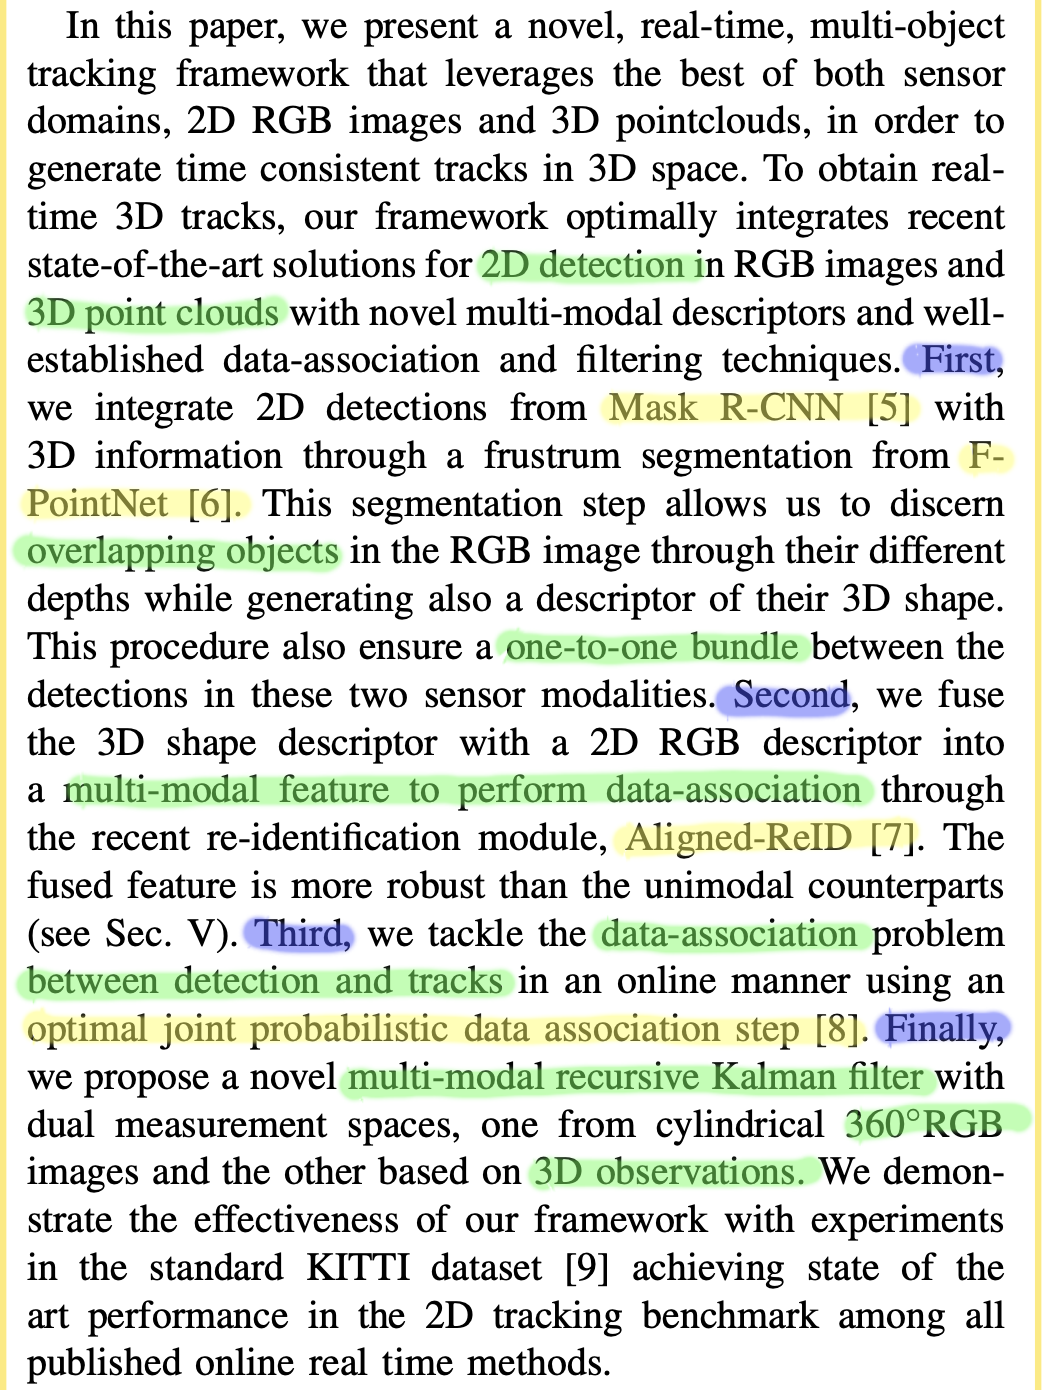 In this paper, we present a novel, real-time, multi-object
tracking framework that leverages the best of both sensor
domains, 2D RGB images and 3D pointclouds, in order to
generate time consistent tracks in 3D space. To obtain real-
time 3D tracks, our framework optimally integrates recent
state-of-the-art solutions for 2D detection in RGB images and
3D point clouds with novel multi-modal descriptors and well-
established data-association and filtering techniques. First,
we integrate 2D detections from Mask R-CNN [5] with
3D information through a frustrum segmentation from F-
PointNet [6]. This segmentation step allows us to discern
overlapping objects in the RGB image through their different
depths while generating also a descriptor of their 3D shape.
This procedure also ensure a one-to-one bundle between the
detections in these two sensor modalities. Second, we fuse
the 3D shape descriptor with a 2D RGB descriptor into
a multi-modal feature to perform data-association through
the recent re-identification module, Aligned-ReID [7]. The
fused feature is more robust than the unimodal counterparts
(see Sec. V). Third, we tackle the data-association problem
between detection and tracks in an online manner using an
optimal joint probabilistic data association step [8]. Finally,
we propose a novel multi-modal recursive Kalman filter with
dual measurement spaces, one from cylindrical 360°RGB
images and the other based on 3D observations. We demon-
strate the effectiveness of our framework with experiments
in the standard KITTI dataset [9] achieving state of the
art performance in the 2D tracking benchmark among all
published online real time methods.